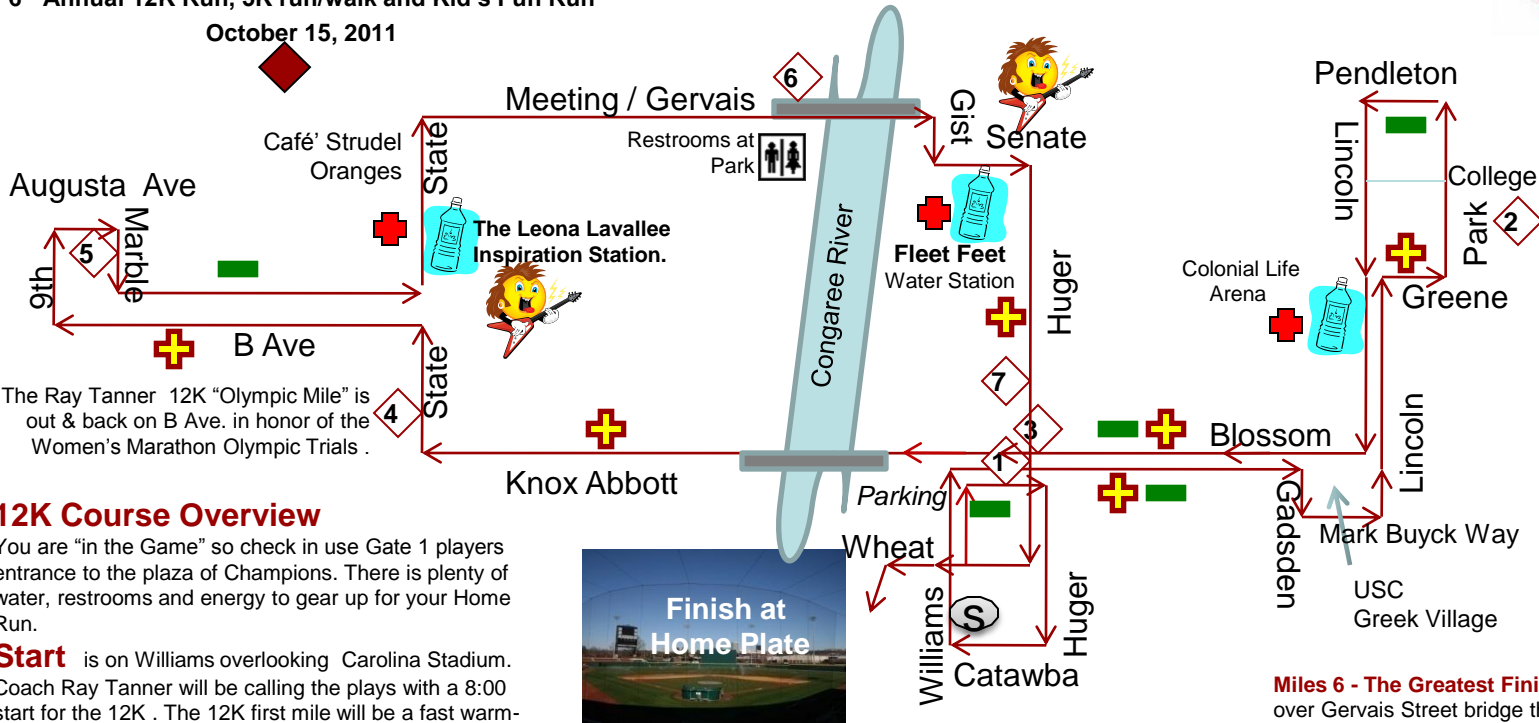 October 15, 2011
Meeting / Gervais
6
Gist
Senate
Pendleton
Café' Strudel
Oranges
State
Restrooms at
Park
Lincoln
College
Park
2
Augusta Ave
Marble
5
9th
The Leona Lavallee
Inspiration Station.
Congaree River
Fleet Feet
Water Station
Huger
Colonial Life
Arena
Greene
B Ave
The Ray Tanner 12K “Olympic Mile” is
out & back on B Ave. in honor of the
Women’s Marathon Olympic Trials .
4
State
7
3
1
Blossom
Lincoln
Knox Abbott
Parking
Gadsden
Mark Buyck Way
Wheat
USC
Greek Village
Williams
S
Huger
Catawba
Finish at
Home Plate
12K Course Overview
You are “in the Game” so check in use Gate 1 players
entrance to the plaza of Champions. There is plenty of
water, restrooms and energy to gear up for your Home
Run.
Start is on Williams overlooking Carolina Stadium.
Coach Ray Tanner will be calling the plays with a 8:00
start for the 12K . The 12K first mile will be a fast warm-
Miles 6 - The Greatest Fini
over Gervais Street bridge th